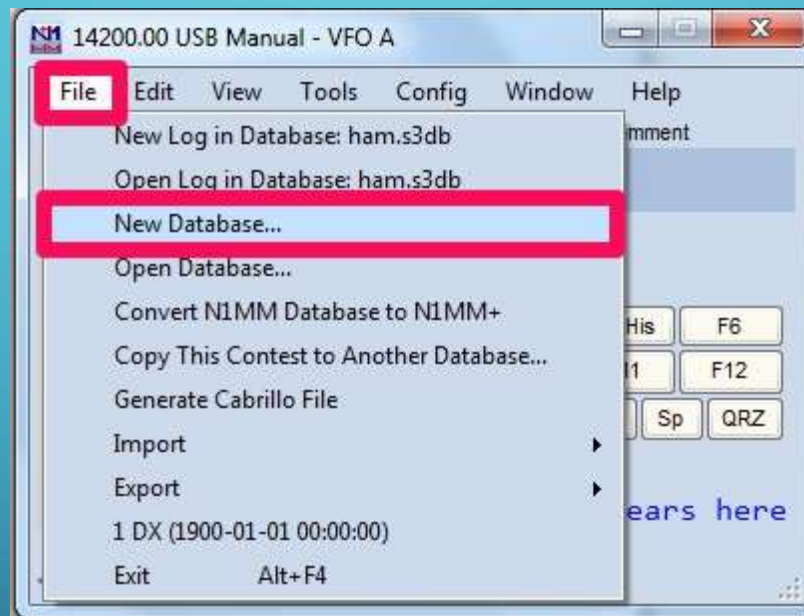 14200.00 USB Manual - VFO A
File Edit View Tools Config Window Help
New Log in Database: ham.s3db
Open Log in Database: ham.s3db
New Database...
Open Database...
Convert N1MM Database to N1MM+
His F6
Copy This Contest to Another Database...
F12
Generate Cabrillo File
Sp QRZ
Import
Export
ears here
1 DX (1900-01-01 00:00:00)
Exit Alt+F4